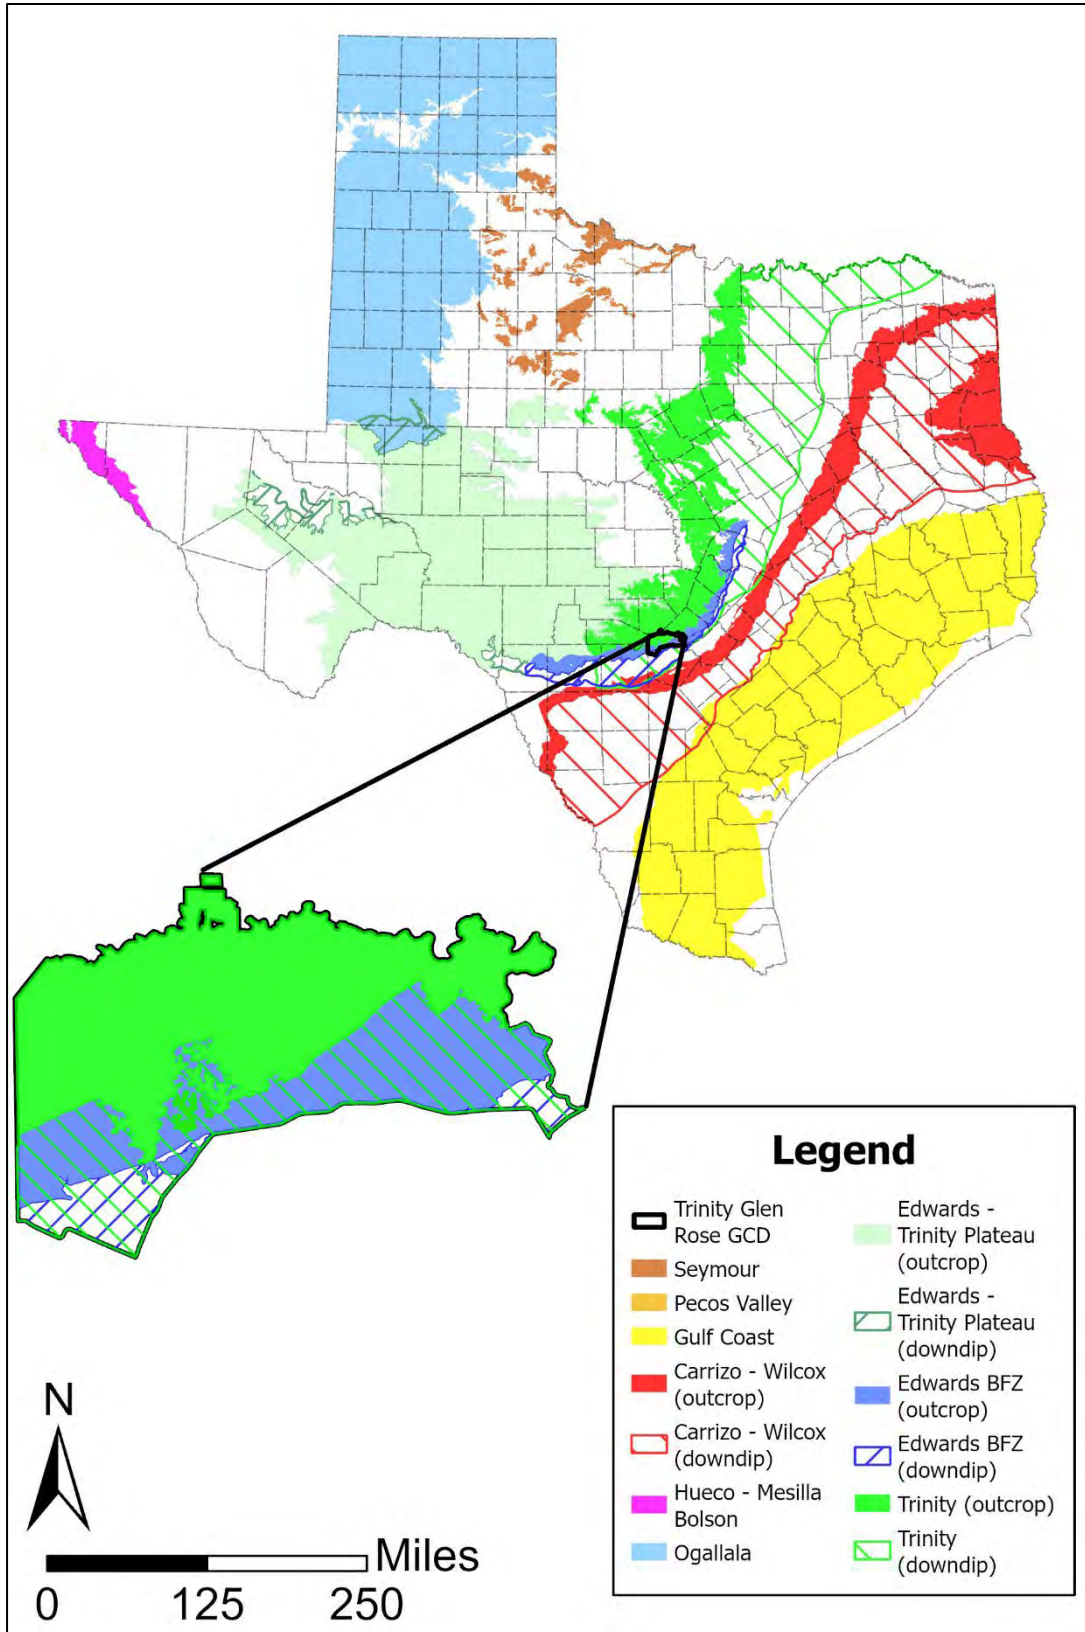 Legend
Trinity Glen
Rose GCD
Seymour
Pecos Valley
Gulf Coast
Carrizo - Wilcox
(outcrop)
Carrizo - Wilcox
(downdip)
Hueco - Mesilla
Bolson
Ogallala
Edwards -
Trinity Plateau
(outcrop)
Edwards -
Trinity Plateau
(downdip)
Edwards BFZ
(outcrop)
Edwards BFZ
(downdip)
Trinity (outcrop)
Trinity
(downdip)
N
Miles
0 125 250